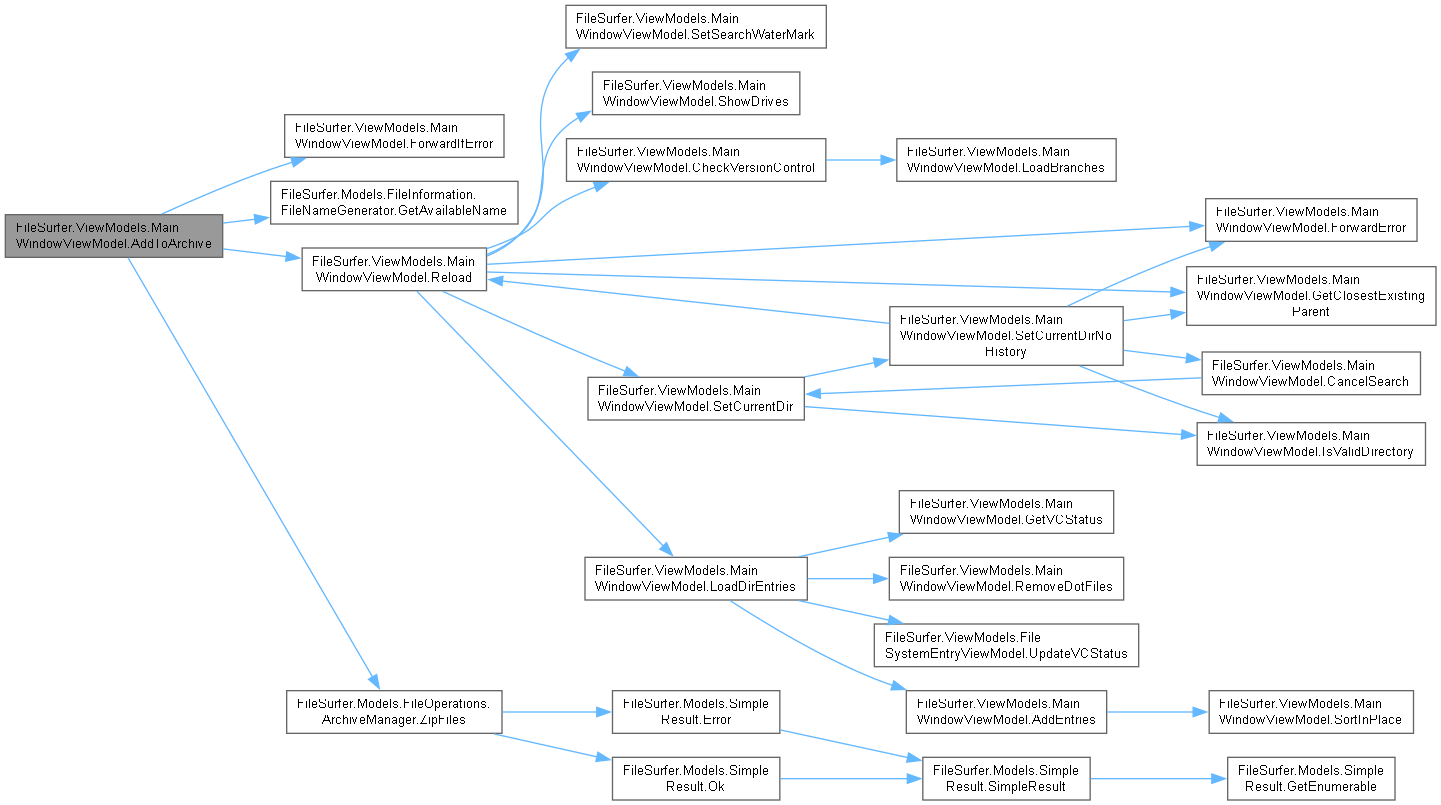 FileSurfer.ViewModels.Main
WindowViewModel.AddToArchive
FileSurfer.ViewModels.Main
WindowViewModel.ForwardIfError
FileSurfer.Models.FileInformation.
FileNameGenerator.GetAvailableName
FileSurfer.ViewModels.Main
WindowViewModel.Reload
FileSurfer.Models.FileOperations.
ArchiveManager.ZipFiles
FileSurfer.ViewModels.Main
WindowViewModel.SetSearchWaterMark
FileSurfer.ViewModels.Main
WindowViewModel.ShowDrives
FileSurfer.ViewModels.Main
WindowViewModel.CheckVersionControl
FileSurfer.ViewModels.Main
WindowViewModel.LoadBranches
FileSurfer.ViewModels.Main
WindowViewModel.ForwardError
FileSurfer.ViewModels.Main
WindowViewModel.GetClosestExisting
Parent
FileSurfer.ViewModels.Main
WindowViewModel.SetCurrentDirNo
History
FileSurfer.ViewModels.Main
WindowViewModel.CancelSearch
FileSurfer.ViewModels.Main
WindowViewModel.SetCurrentDir
FileSurfer.ViewModels.Main
WindowViewModel.IsValidDirectory
FileSurfer.ViewModels.Main
WindowViewModel.GetVCStatus
FileSurfer.ViewModels.Main
WindowViewModel.LoadDirEntries
FileSurfer.ViewModels.Main
WindowViewModel.RemoveDotFiles
FileSurfer.ViewModels.File
SystemEntryViewModel.UpdateVCStatus
FileSurfer.ViewModels.Main
WindowViewModel.AddEntries
FileSurfer.ViewModels.Main
WindowViewModel.SortInPlace
FileSurfer.Models.Simple
Result.Error
FileSurfer.Models.Simple
Result.Ok
FileSurfer.Models.Simple
Result.SimpleResult
FileSurfer.Models.Simple
Result.GetEnumerable